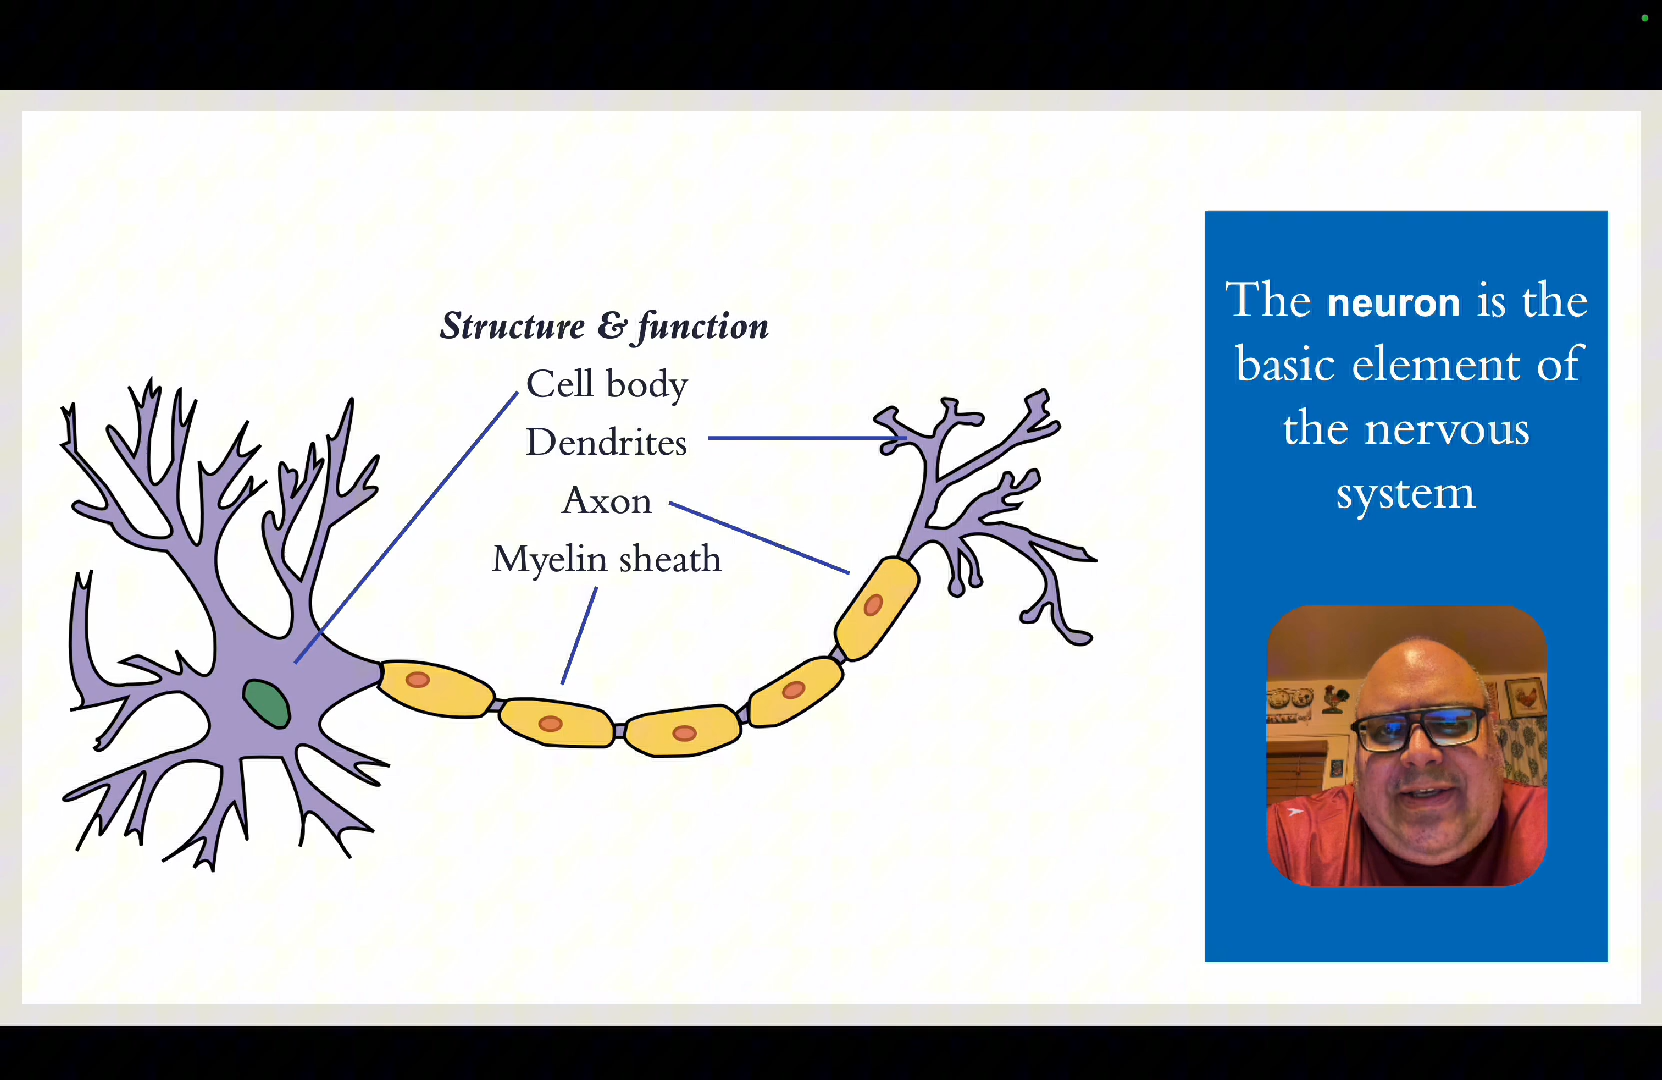 Structure & function
Cell body
Dendrites
Axon
Myelin sheath
The neuron is the
basic element of
the nervous
system